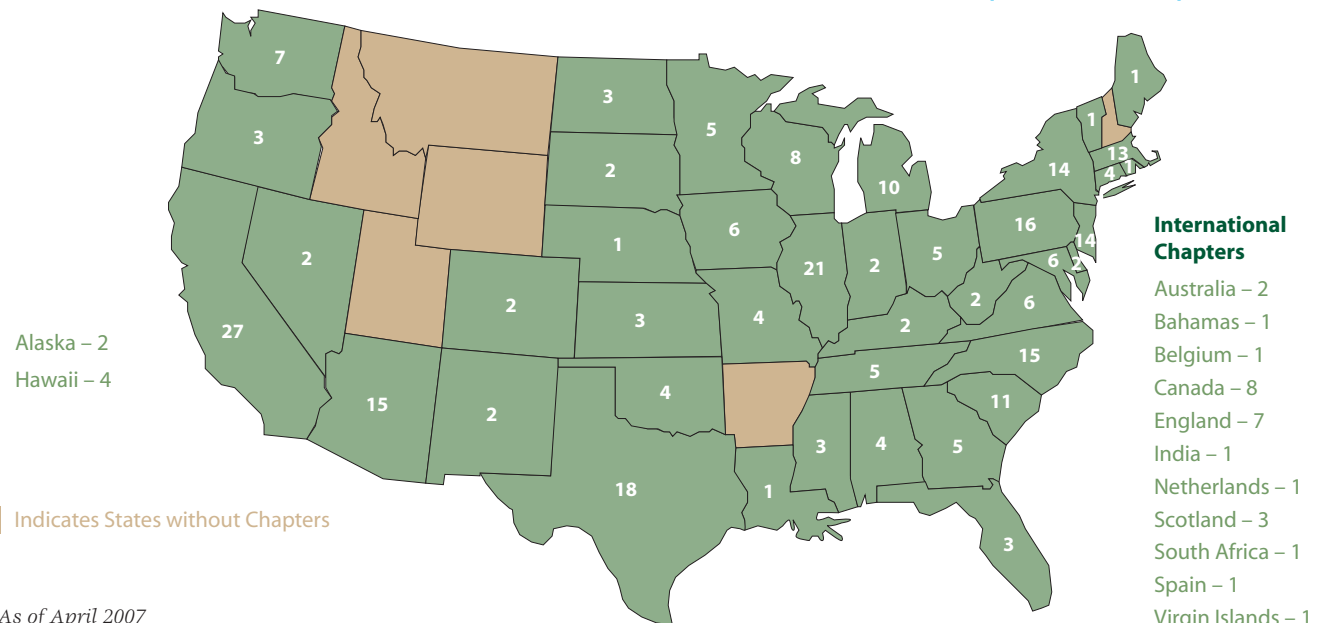 7
3
2
27
2
15
2
3
2
1
3
4
18
5
6
4
1
8
21
10
2
5
2
5
3
4
5
3
11
15
6
2
16
6
2
14
14
4
1
13
1
1
Alaska – 2
Hawaii – 4
Indicates States without Chapters
As of April 2007
International
Chapters
Australia – 2
Bahamas – 1
Belgium – 1
Canada – 8
England – 7
India – 1
Netherlands – 1
Scotland – 3
South Africa – 1
Spain – 1
Virgin Islands – 1